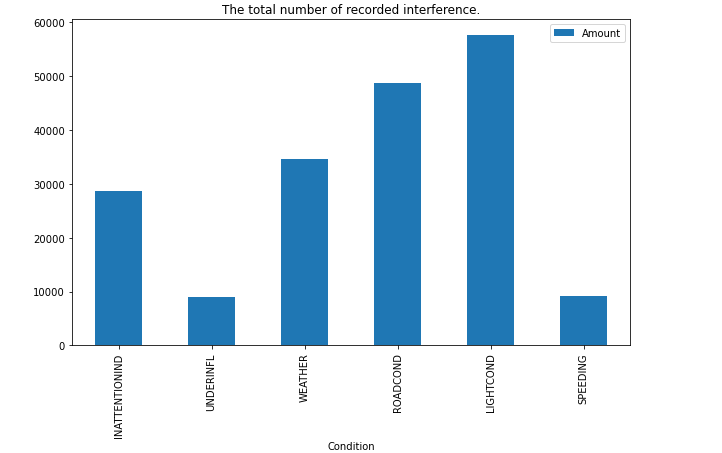 The total number of recorded interference.
Amount
60000
50000
40000
30000
20000
10000
0
INATTENTIONIND
UNDERINFL
WEATHER
ROADCOND
LIGHTCOND
SPEEDING
Condition